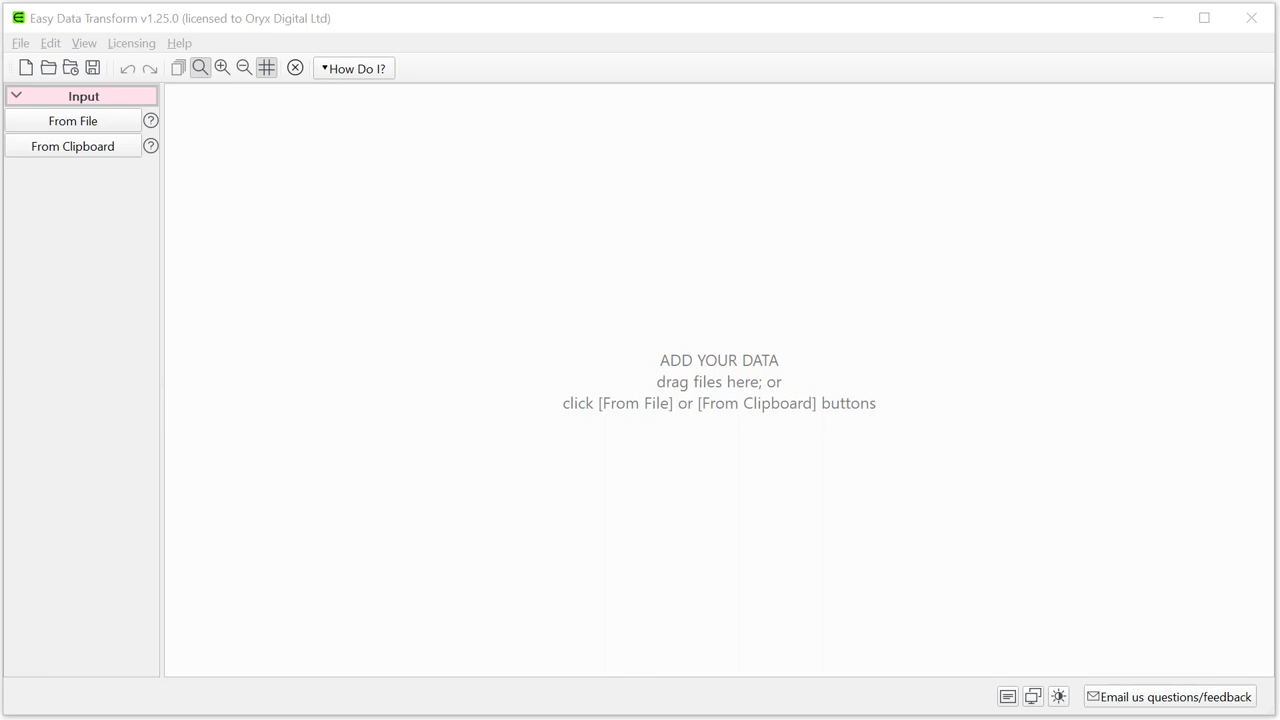 Easy Data Transform v1.25.0 (licensed to Oryx Digital Ltd)
File Edit View Licensing Help
How Do I?
Input
From File
From Clipboard
ADD YOUR DATA
drag files here; or
click [From File] or [From Clipboard] buttons
Email us questions/feedback